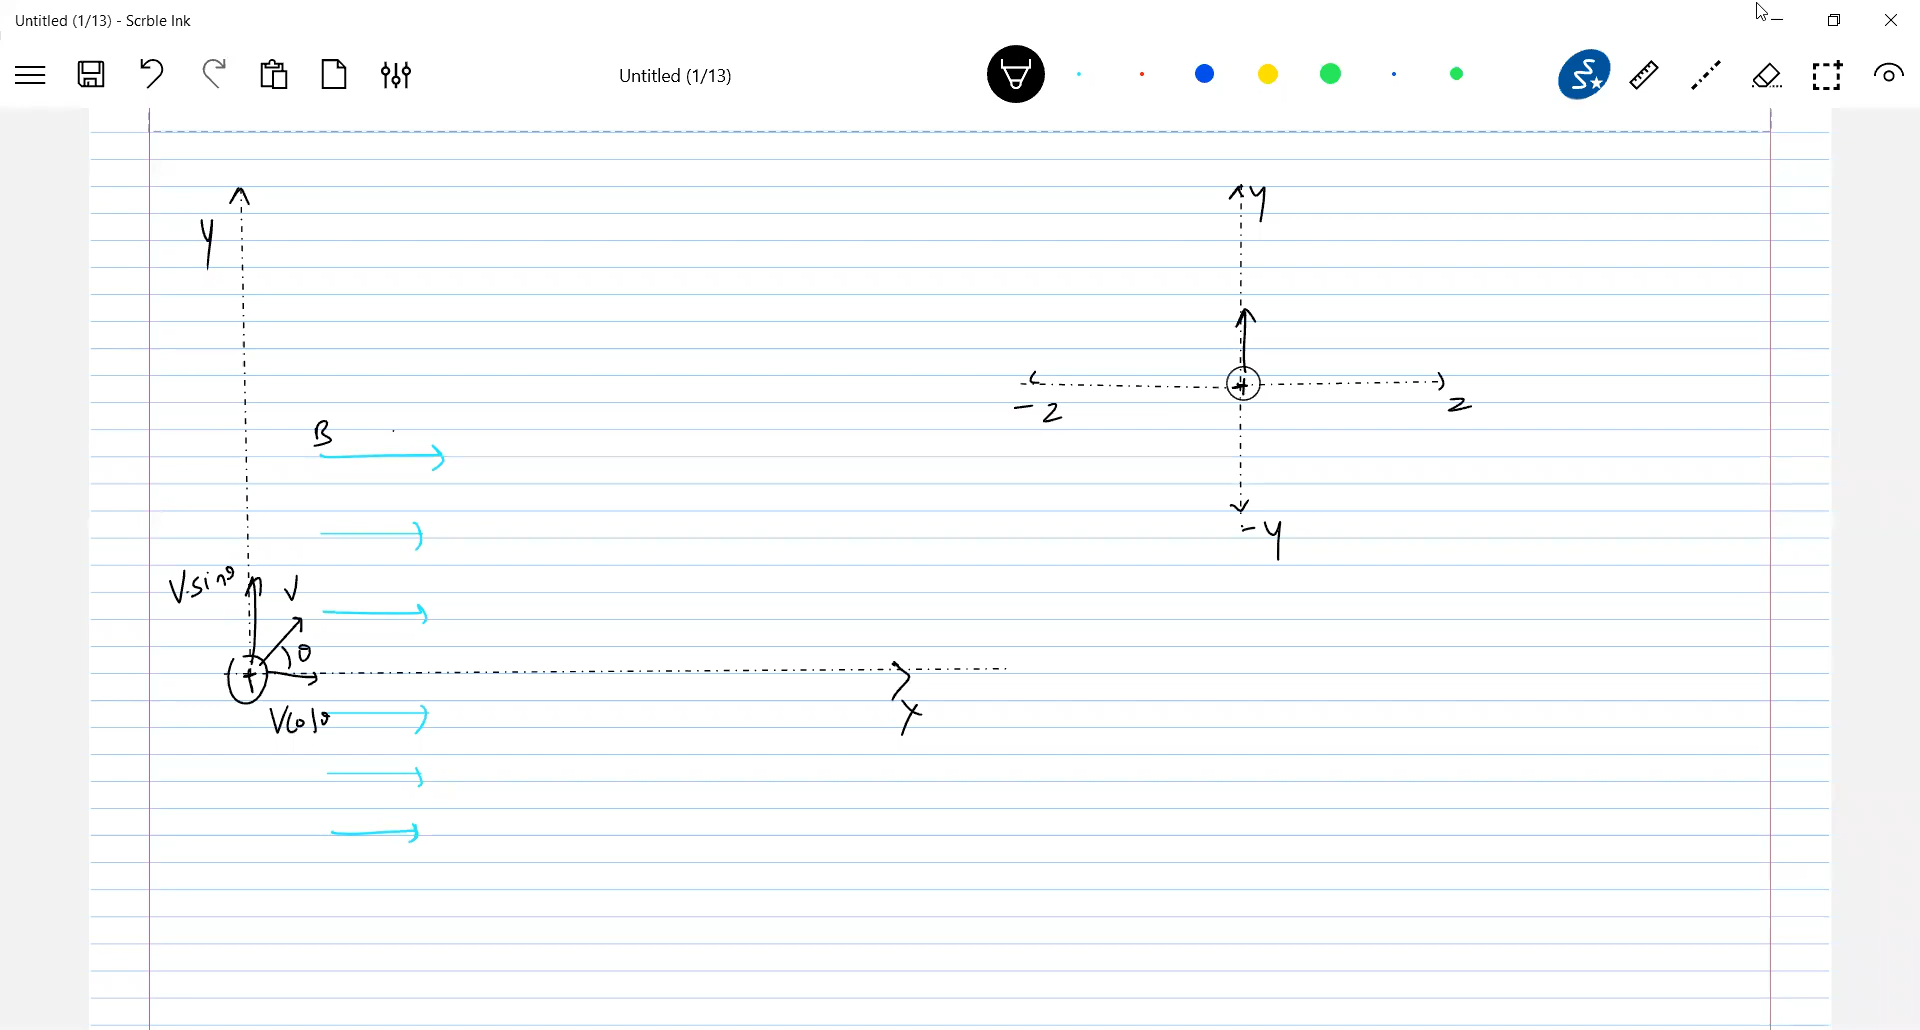 Untitled (1/13) - Scrble Ink
Untitled (1/13)
y
y
-z
z
B
-y
V.sinθ
V
θ
Vcosθ
x